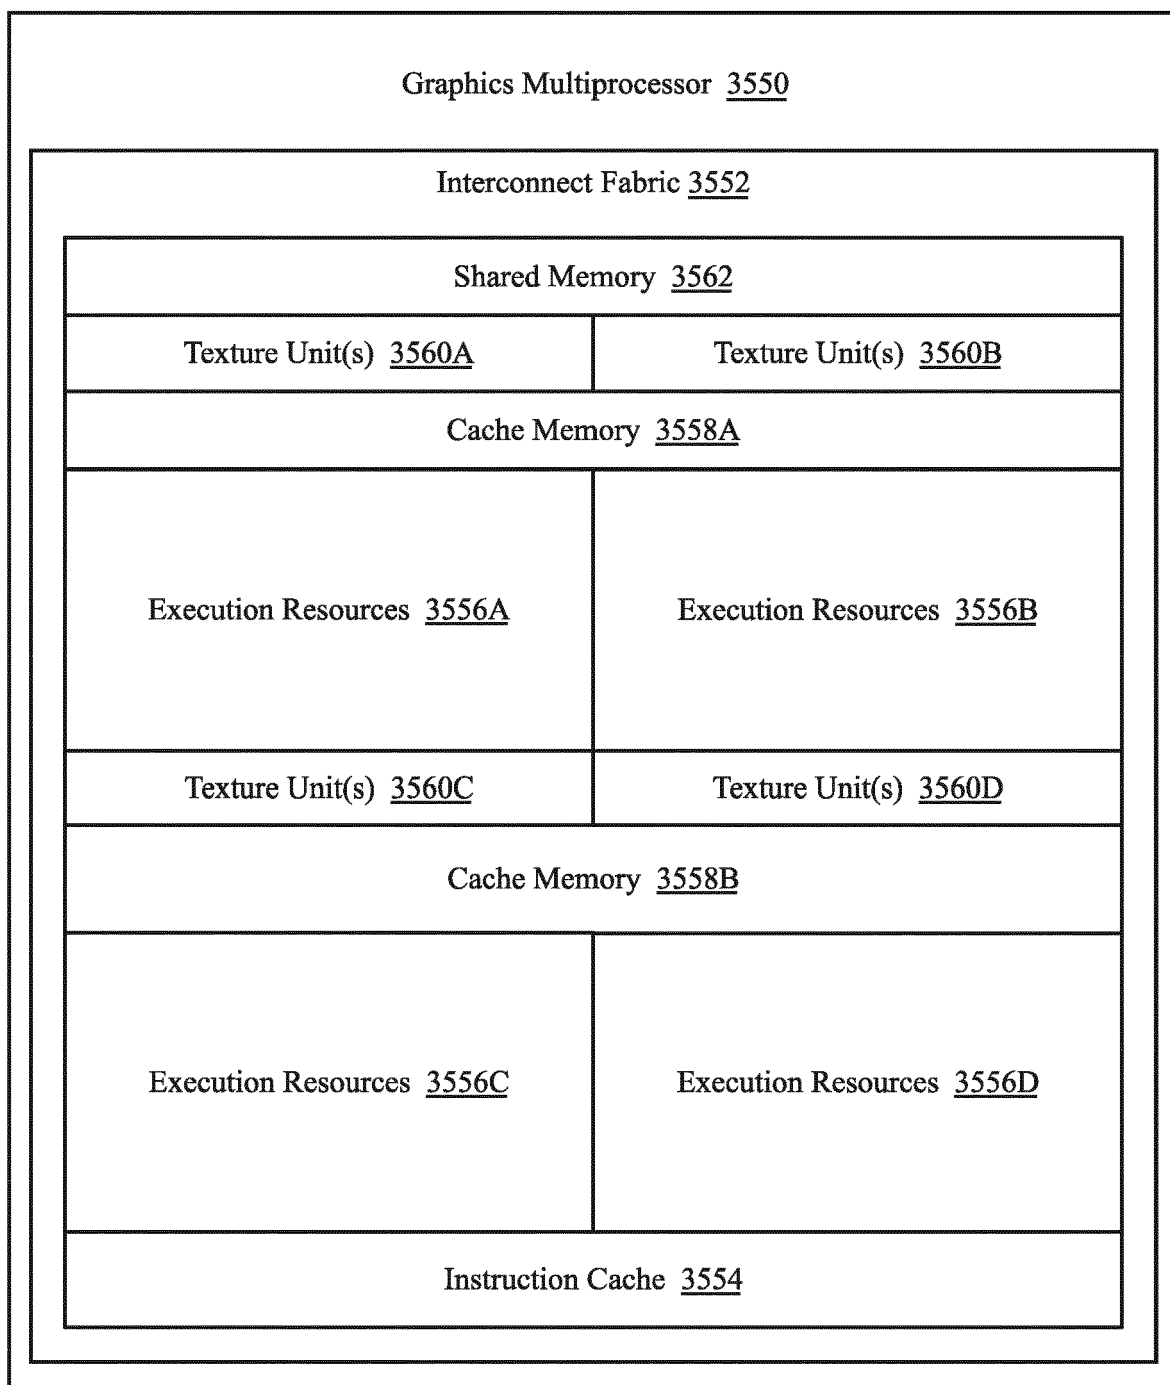 Graphics Multiprocessor 3550
Interconnect Fabric 3552
Shared Memory 3562
Texture Unit(s) 3560A
Texture Unit(s) 3560B
Cache Memory 3558A
Execution Resources 3556A
Execution Resources 3556B
Texture Unit(s) 3560C
Texture Unit(s) 3560D
Cache Memory 3558B
Execution Resources 3556C
Execution Resources 3556D
Instruction Cache 3554